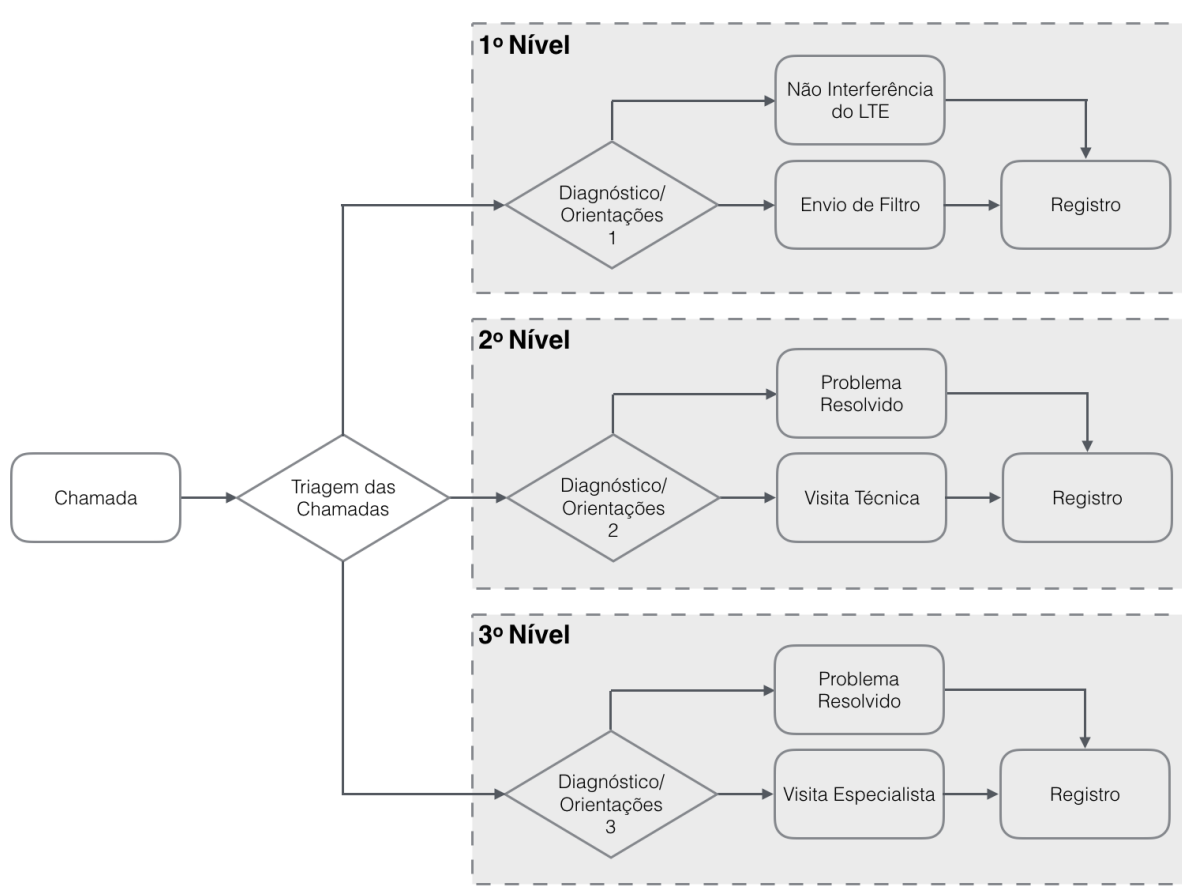 1º Nível
Não Interferência
do LTE
Diagnóstico/
Orientações
1
Envio de Filtro
Registro
2º Nível
Problema
Resolvido
Chamada
Triagem das
Chamadas
Diagnóstico/
Orientações
2
Visita Técnica
Registro
3º Nível
Problema
Resolvido
Diagnóstico/
Orientações
3
Visita Especialista
Registro